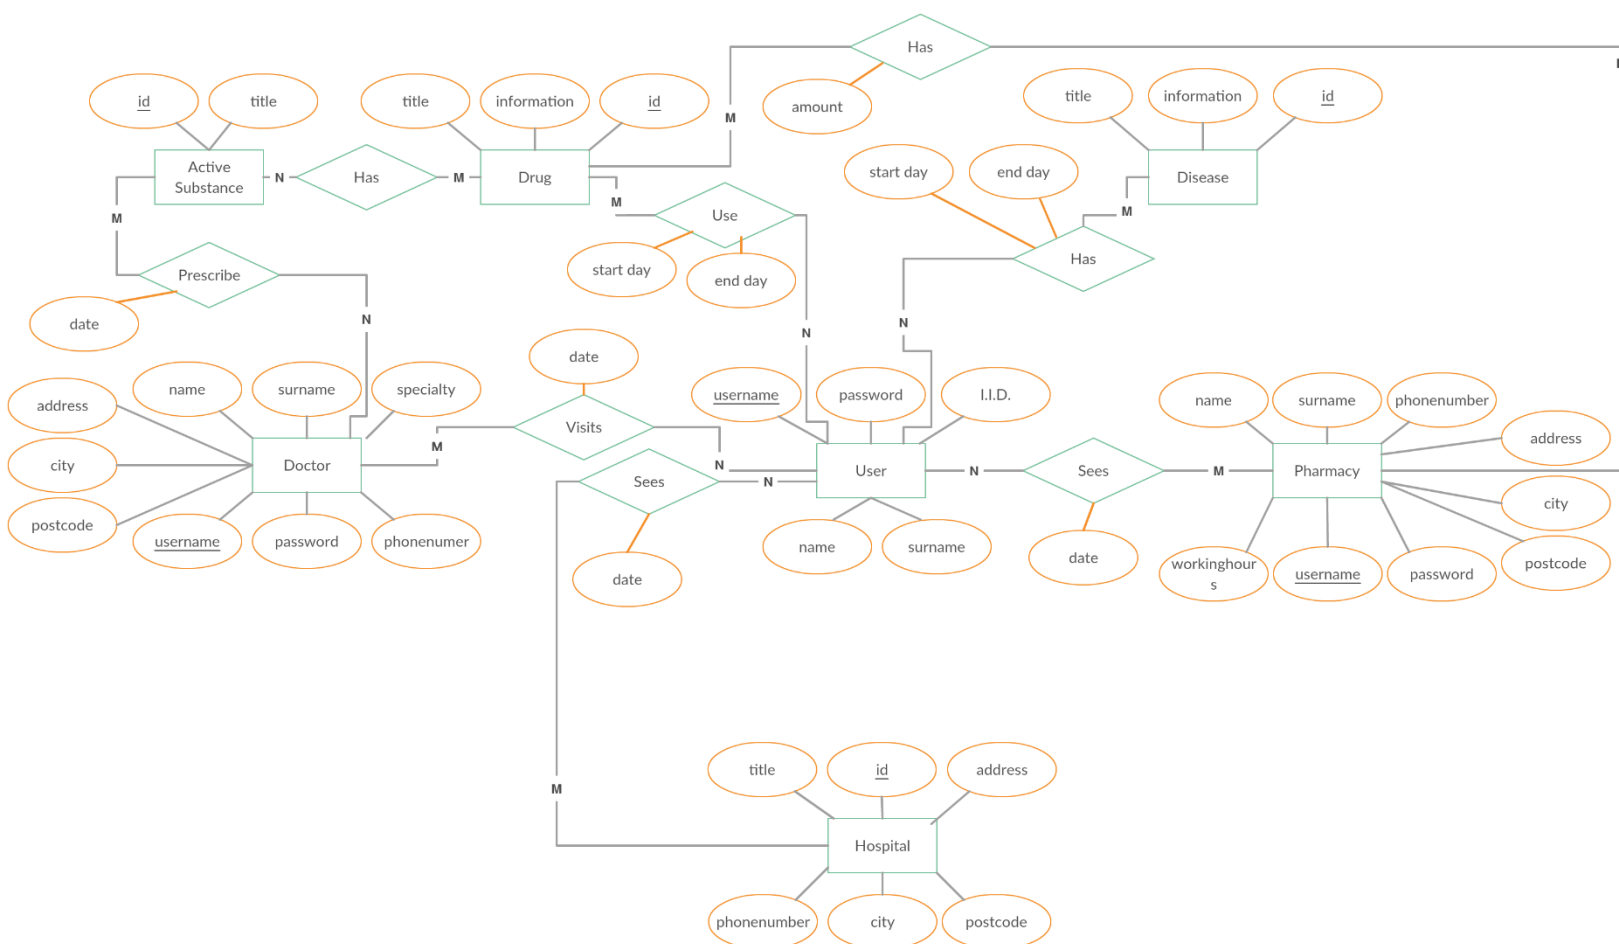 Has
M
amount
id
title
title
information
id
title
information
id
M
Active
Substance
N
Has
M
Drug
start day
end day
Disease
M
M
Use
M
Prescribe
start day
end day
Has
date
N
N
N
date
name
surname
specialty
address
username
password
I.I.D.
name
surname
phonenumber
Visits
M
address
Doctor
city
N
User
N
Sees
M
Pharmacy
Sees
N
city
postcode
username
password
phonenumer
name
surname
date
workinghour
s
username
password
postcode
date
title
id
address
M
Hospital
phonenumber
city
postcode